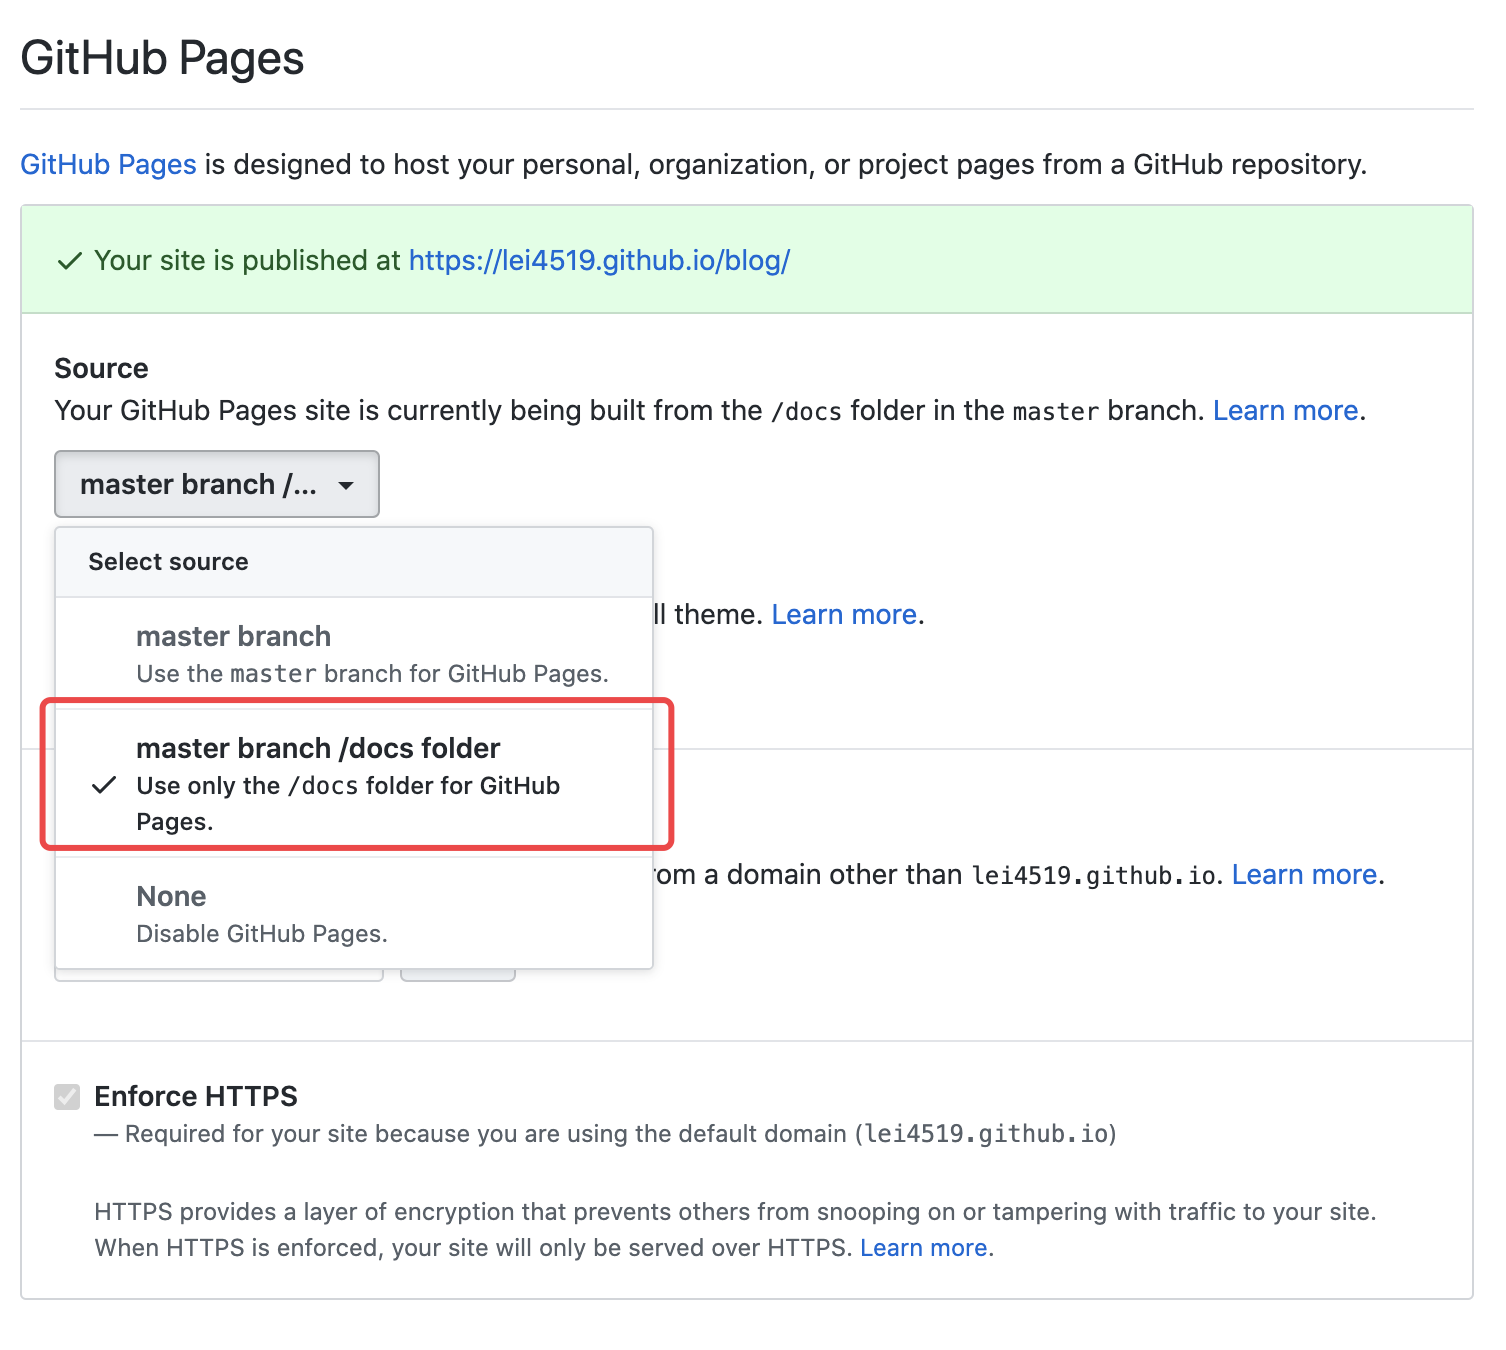 GitHub Pages
GitHub Pages is designed to host your personal, organization, or project pages from a GitHub repository.
Your site is published at https://lei4519.github.io/blog/
Source
Your GitHub Pages site is currently being built from the /docs folder in the master branch. Learn more.
master branch /...
Select source
ll theme. Learn more.
master branch
Use the master branch for GitHub Pages.
master branch /docs folder
Use only the /docs folder for GitHub
Pages.
om a domain other than lei4519.github.io. Learn more.
None
Disable GitHub Pages.
Enforce HTTPS
— Required for your site because you are using the default domain (lei4519.github.io)
HTTPS provides a layer of encryption that prevents others from snooping on or tampering with traffic to your site.
When HTTPS is enforced, your site will only be served over HTTPS. Learn more.